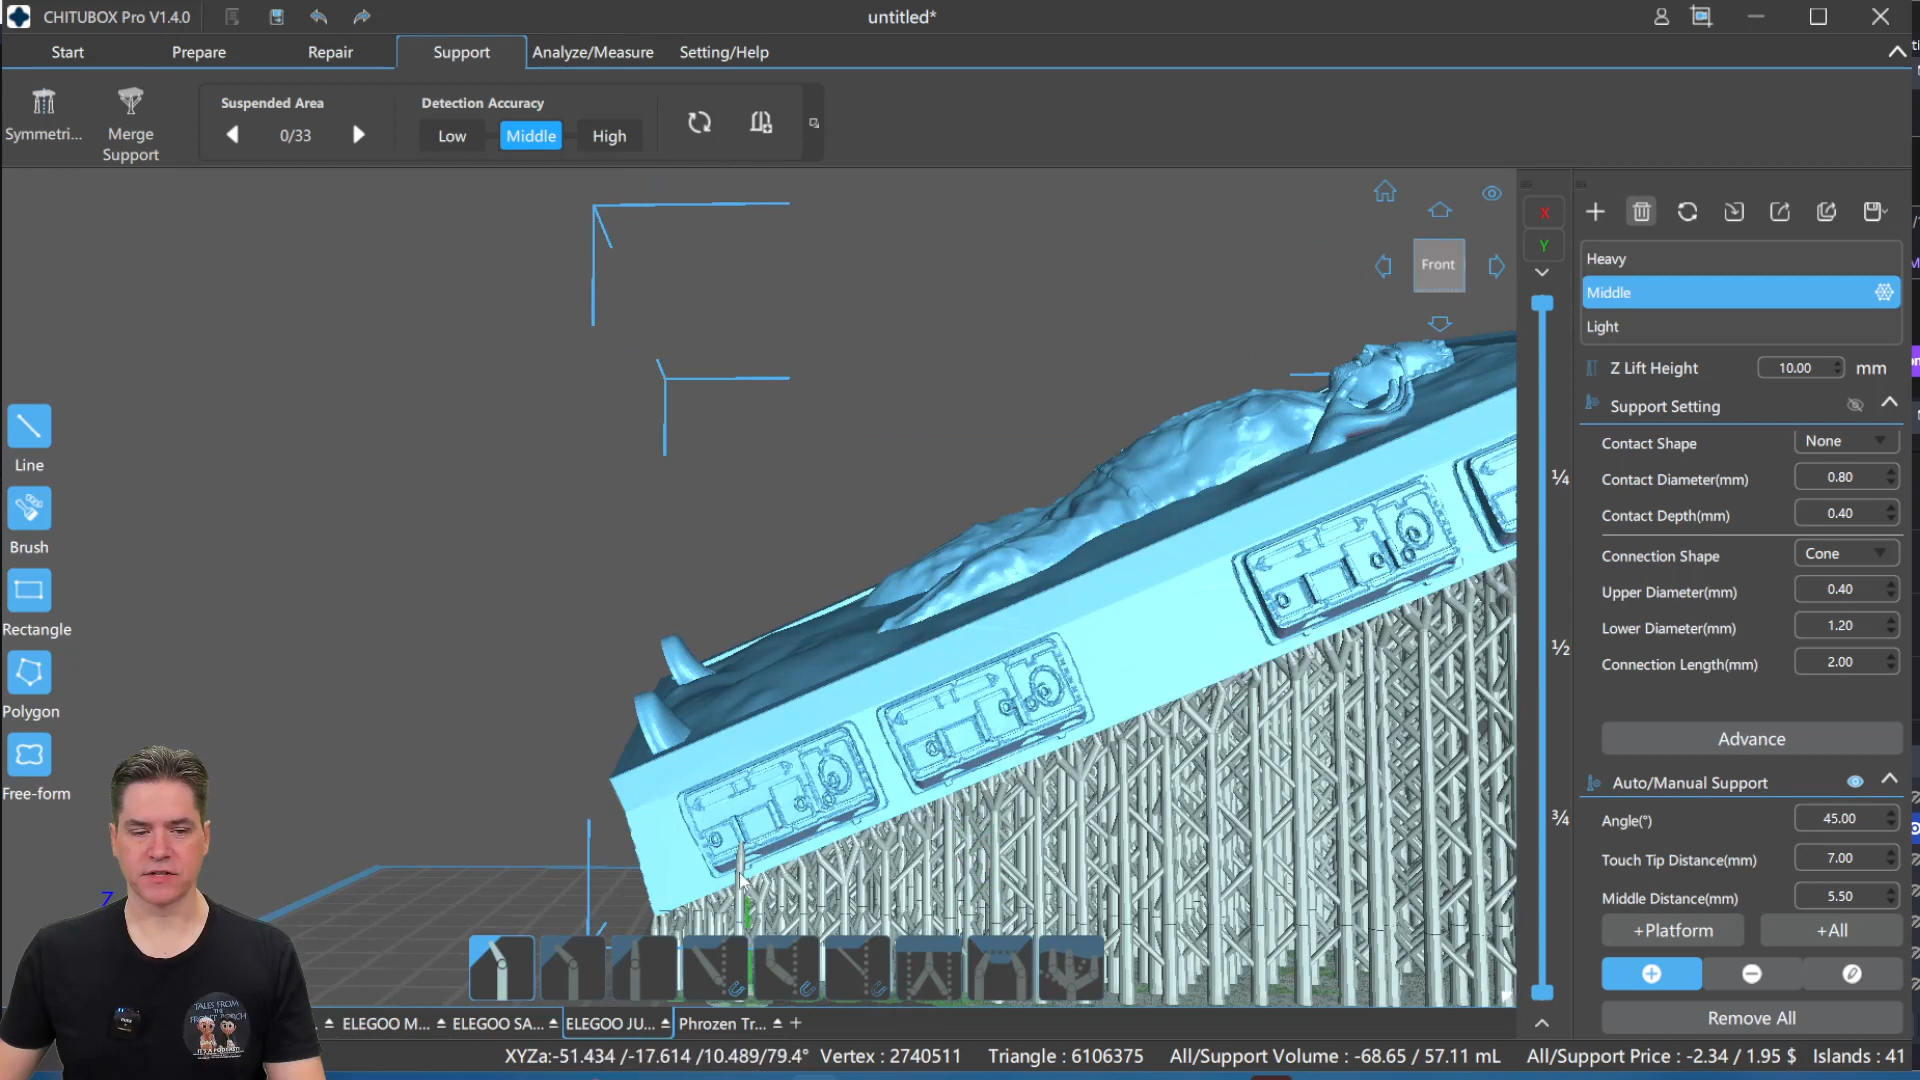 CHITUBOX Pro V1.4.0
untitled*
Start
Prepare
Repair
Support
Analyze/Measure
Setting/Help
Symmetri...
Merge
Support
Suspended Area
0/33
Detection Accuracy
Low
Middle
High
Front
X
Y
Heavy
Middle
Light
Z Lift Height
10.00
mm
Support Setting
Contact Shape
None
Contact Diameter(mm)
0.80
Contact Depth(mm)
0.40
Connection Shape
Cone
Upper Diameter(mm)
0.40
Lower Diameter(mm)
1.20
Connection Length(mm)
2.00
Advance
Auto/Manual Support
Angle(°)
45.00
Touch Tip Distance(mm)
7.00
Middle Distance(mm)
5.50
+Platform
+All
Remove All
¼
½
¾
Line
Brush
Rectangle
Polygon
Free-form
Z
TALES FROM
THE
FRONT PORCH
IT'S A PODCAST!
ELEGOO M...
ELEGOO SA...
ELEGOO JU...
Phrozen Tr...
XYZa:-51.434 /-17.614 /10.489/79.4° Vertex : 2740511 Triangle : 6106375 All/Support Volume : -68.65 / 57.11 mL All/Support Price : -2.34 / 1.95 $ Islands : 41